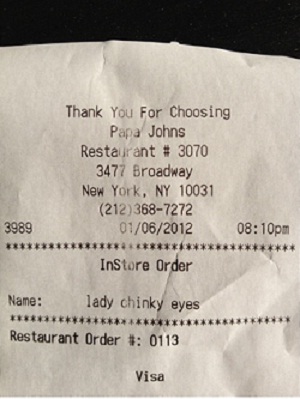 Thank You For Choosing
Papa Johns
Restaurant # 3070
3477 Broadway
New York, NY 10031
(212)368-7272
3989 01/06/2012 08:10pm
****************************************
InStore Order
Name: lady chinky eyes
****************************************
Restaurant Order #: 0113
Visa